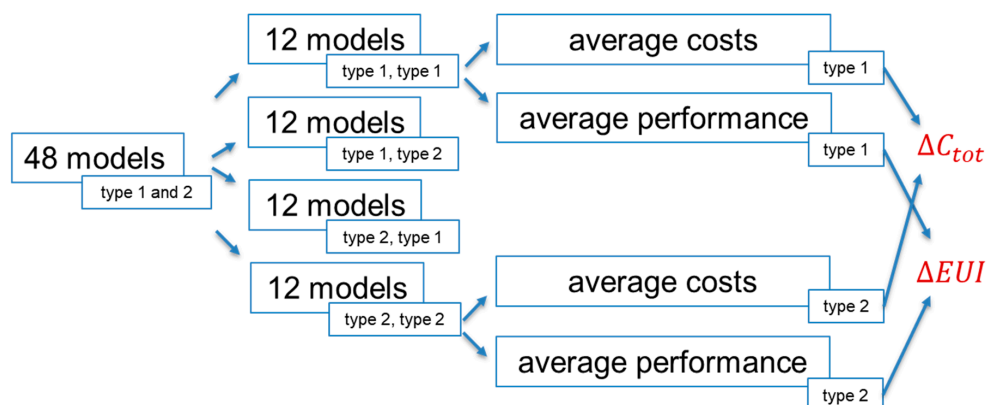 12 models
type 1, type 1
average costs
type 1
12 models
type 1, type 2
average performance
type 1
ΔC_tot
48 models
type 1 and 2
12 models
type 2, type 1
12 models
type 2, type 2
average costs
type 2
ΔEUI
average performance
type 2